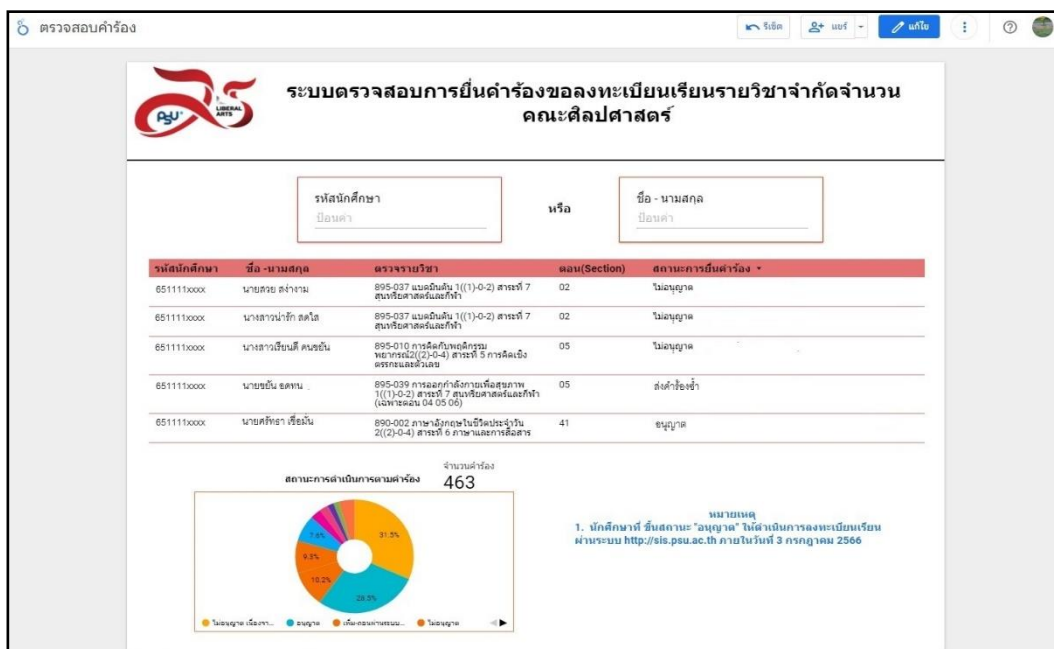 ตรวจสอบคำร้อง
รีเซ็ต
แชร์
แก้ไข
PSU
LIBERAL
ARTS
ระบบตรวจสอบการยื่นคำร้องขอลงทะเบียนเรียนรายวิชาจำกัดจำนวน
คณะศิลปศาสตร์
รหัสนักศึกษา
ป้อนค่า
หรือ
ชื่อ - นามสกุล
ป้อนค่า
รหัสนักศึกษา ชื่อ -นามสกุล ตรวจรายวิชา ตอน(Section) สถานะการยื่นคำร้อง
651111xxxx นายสวย สง่างาม 895-037 แบดมินตัน 1((1)-0-2) สาระที่ 7 02 ไม่อนุญาต
สุนทรียศาสตร์และกีฬา
651111xxxx นางสาวน่ารัก สดใส 895-037 แบดมินตัน 1((1)-0-2) สาระที่ 7 02 ไม่อนุญาต
สุนทรียศาสตร์และกีฬา
651111xxxx นางสาวเรียนดี คนขยัน 895-010 การคิดกับพฤติกรรม 05 ไม่อนุญาต
พยากรณ์2((2)-0-4) สาระที่ 5 การคิดเชิง
ตรรกะและตัวเลข
651111xxxx นายขยัน อดทน 895-039 การออกกำลังกายเพื่อสุขภาพ 05 ส่งคำร้องซ้ำ
1((1)-0-2) สาระที่ 7 สุนทรียศาสตร์และกีฬา
(เฉพาะตอน 04 05 06)
651111xxxx นายศรัทธา เชื่อมั่น 890-002 ภาษาอังกฤษในชีวิตประจำวัน 41 อนุญาต
2((2)-0-4) สาระที่ 6 ภาษาและการสื่อสาร
สถานะการดำเนินการตามคำร้อง
จำนวนคำร้อง
463
31.5%
7.6%
9.3%
10.2%
หมายเหตุ
1. นักศึกษาที่ ขึ้นสถานะ "อนุญาต" ให้ดำเนินการลงทะเบียนเรียน
ผ่านระบบ http://sis.psu.ac.th ภายในวันที่ 3 กรกฎาคม 2566
ไม่อนุญาต เนื่องจา... อนุญาต เพิ่ม-ถอนผ่านระบบ... ไม่อนุญาต